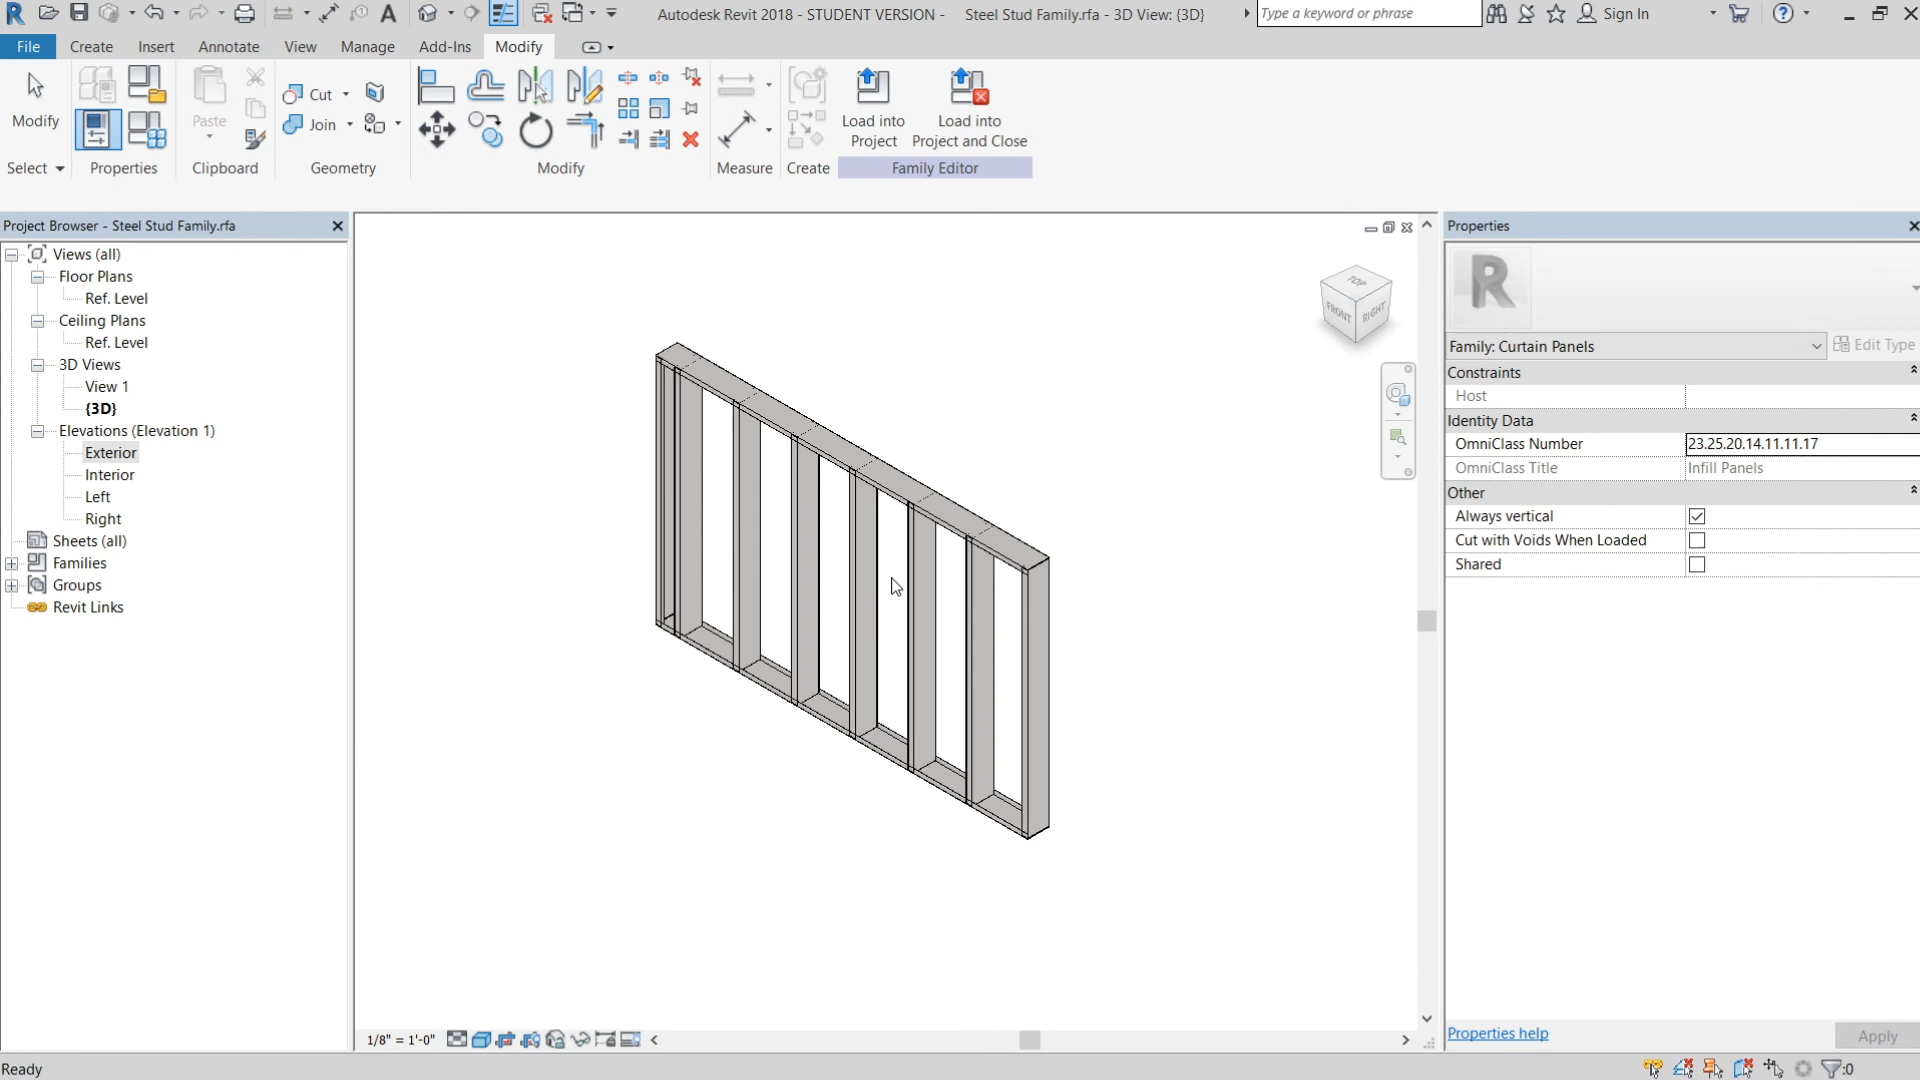 Autodesk Revit 2018 - STUDENT VERSION - Steel Stud Family.rfa - 3D View: {3D}
Type a keyword or phrase
Sign In
File Create Insert Annotate View Manage Add-Ins Modify
Modify
Paste
Cut
Join
Load into
Project
Load into
Project and Close
Select Properties Clipboard Geometry Modify Measure Create Family Editor
Project Browser - Steel Stud Family.rfa
Views (all)
Floor Plans
Ref. Level
Ceiling Plans
Ref. Level
3D Views
View 1
{3D}
Elevations (Elevation 1)
Exterior
Interior
Left
Right
Sheets (all)
Families
Groups
Revit Links
TOP
FRONT
RIGHT
Properties
R
Family: Curtain Panels
Edit Type
Constraints
Host
Identity Data
OmniClass Number 23.25.20.14.11.11.17
OmniClass Title Infill Panels
Other
Always vertical
Cut with Voids When Loaded
Shared
Properties help
Apply
1/8" = 1'-0"
Ready
:0